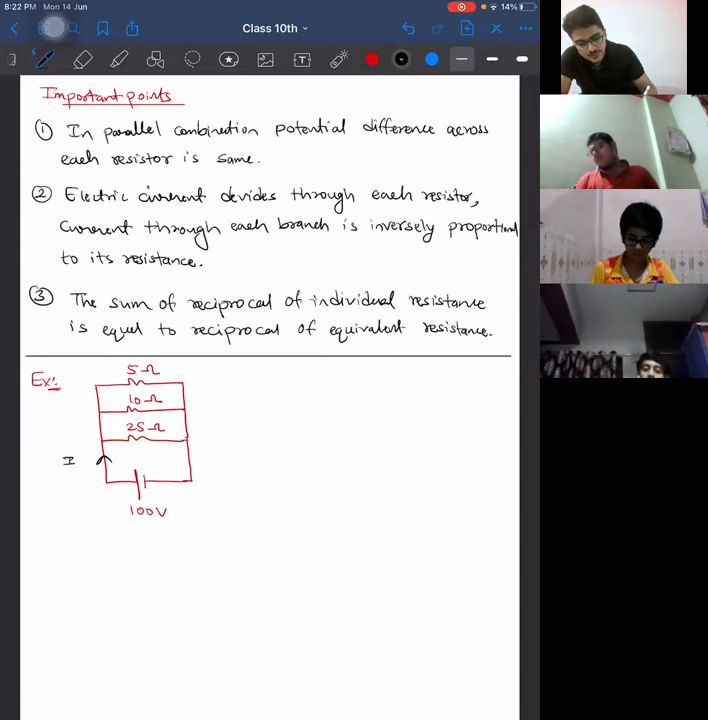 8:22 PM Mon 14 Jun
14%
Class 10th
T
Important points
① In parallel combination potential difference across
each resistor is same.
② Electric current devides through each resistor,
current through each branch is inversely proportional
to its resistance.
③ The sum of reciprocal of individual resistance
is equal to reciprocal of equivalent resistance.
Ex:
5 Ω
10 Ω
25 Ω
I
100V